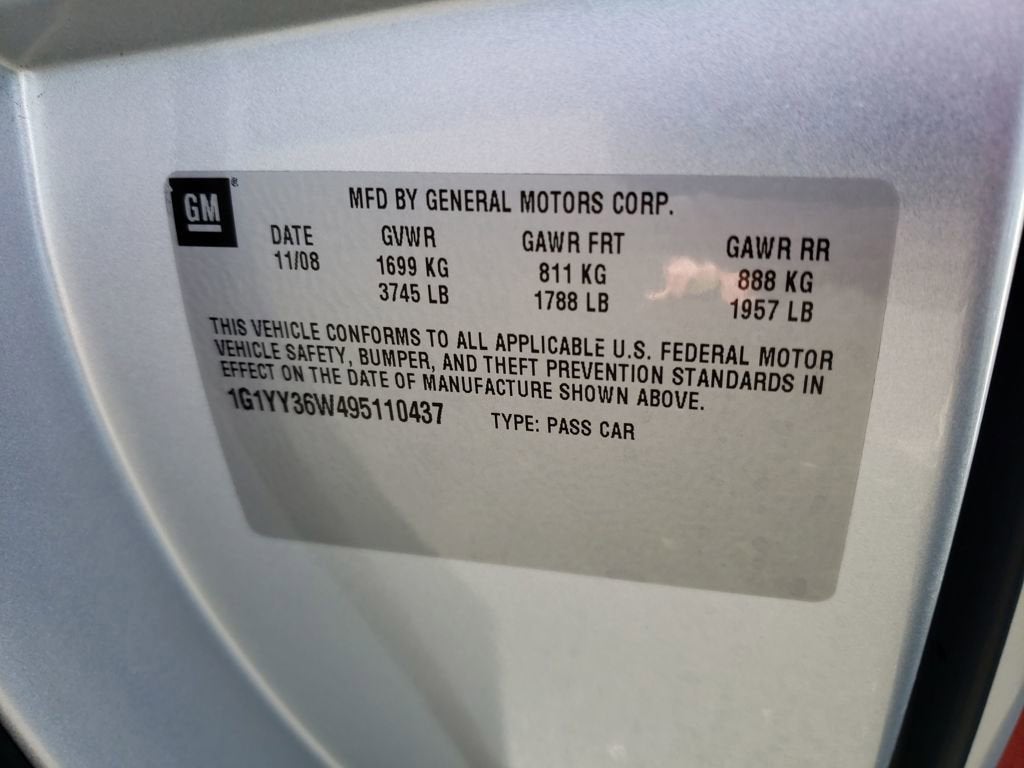 GM®
MFD BY GENERAL MOTORS CORP.
DATE GVWR GAWR FRT GAWR RR
11/08 1699 KG 811 KG 888 KG
3745 LB 1788 LB 1957 LB
THIS VEHICLE CONFORMS TO ALL APPLICABLE U.S. FEDERAL MOTOR
VEHICLE SAFETY, BUMPER, AND THEFT PREVENTION STANDARDS IN
EFFECT ON THE DATE OF MANUFACTURE SHOWN ABOVE.
1G1YY36W495110437 TYPE: PASS CAR